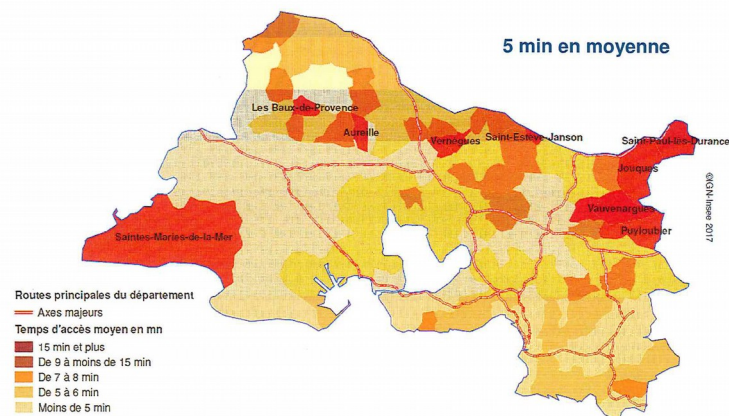 5 min en moyenne
Les Baux-de-Provence
Aureille
Vernègues
Saint-Estève-Janson
Saint-Paul-lès-Durance
Jouques
Vauvenargues
Puyloubier
Saintes-Maries-de-la-Mer
©IGN-Insee 2017
Routes principales du département
Axes majeurs
Temps d'accès moyen en mn
15 min et plus
De 9 à moins de 15 min
De 7 à 8 min
De 5 à 6 min
Moins de 5 min